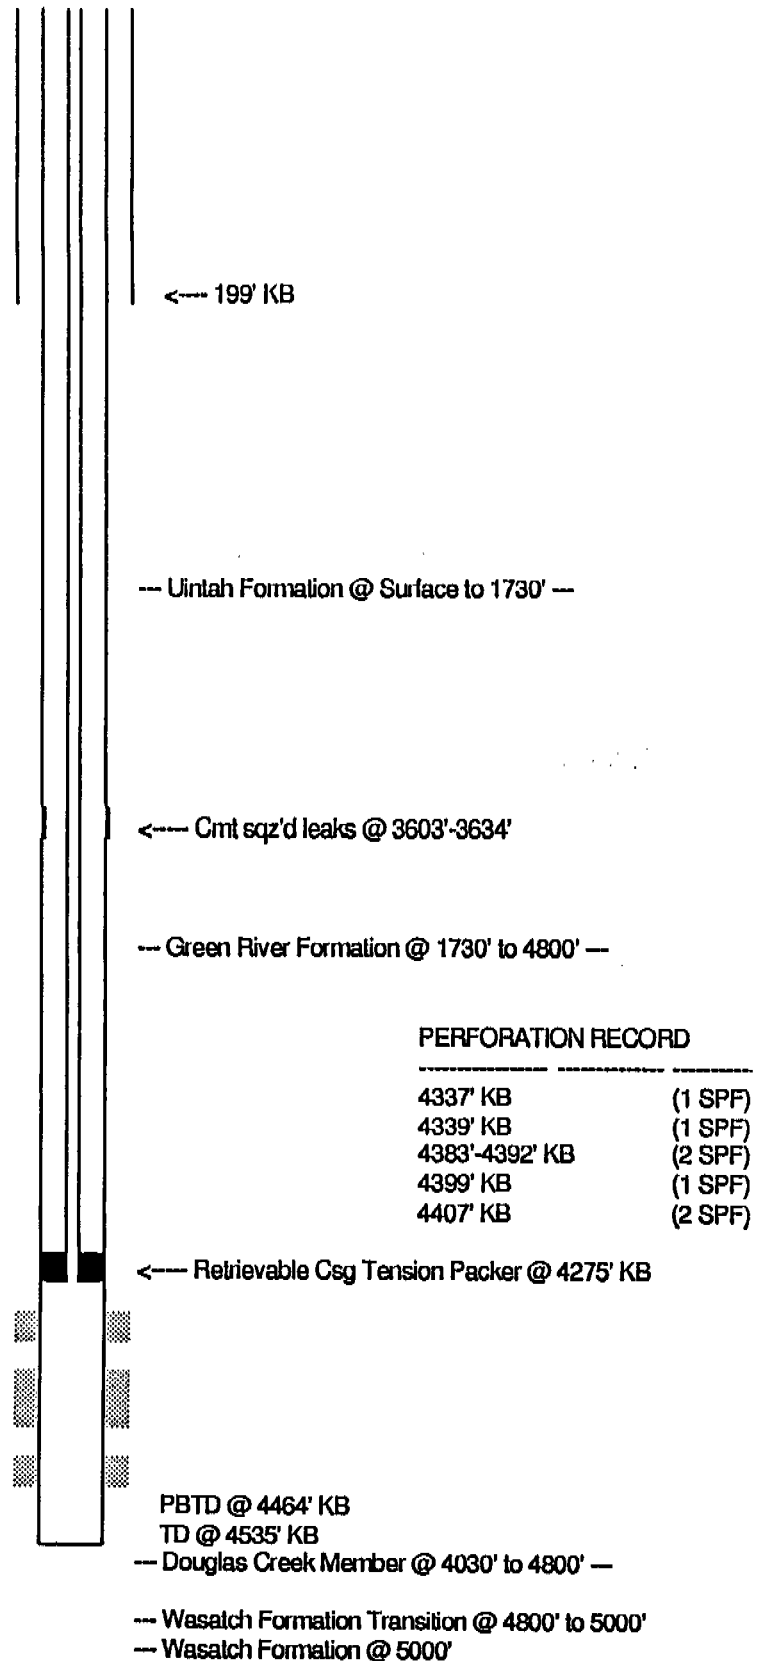 <---- 199' KB
--- Uintah Formation @ Surface to 1730' ---
<----- Cmt sqz'd leaks @ 3603'-3634'
--- Green River Formation @ 1730' to 4800' ---
PERFORATION RECORD
4337' KB (1 SPF)
4339' KB (1 SPF)
4383'-4392' KB (2 SPF)
4399' KB (1 SPF)
4407' KB (2 SPF)
<----- Retrievable Csg Tension Packer @ 4275' KB
PBTD @ 4464' KB
TD @ 4535' KB
--- Douglas Creek Member @ 4030' to 4800' ---
--- Wasatch Formation Transition @ 4800' to 5000'
--- Wasatch Formation @ 5000'